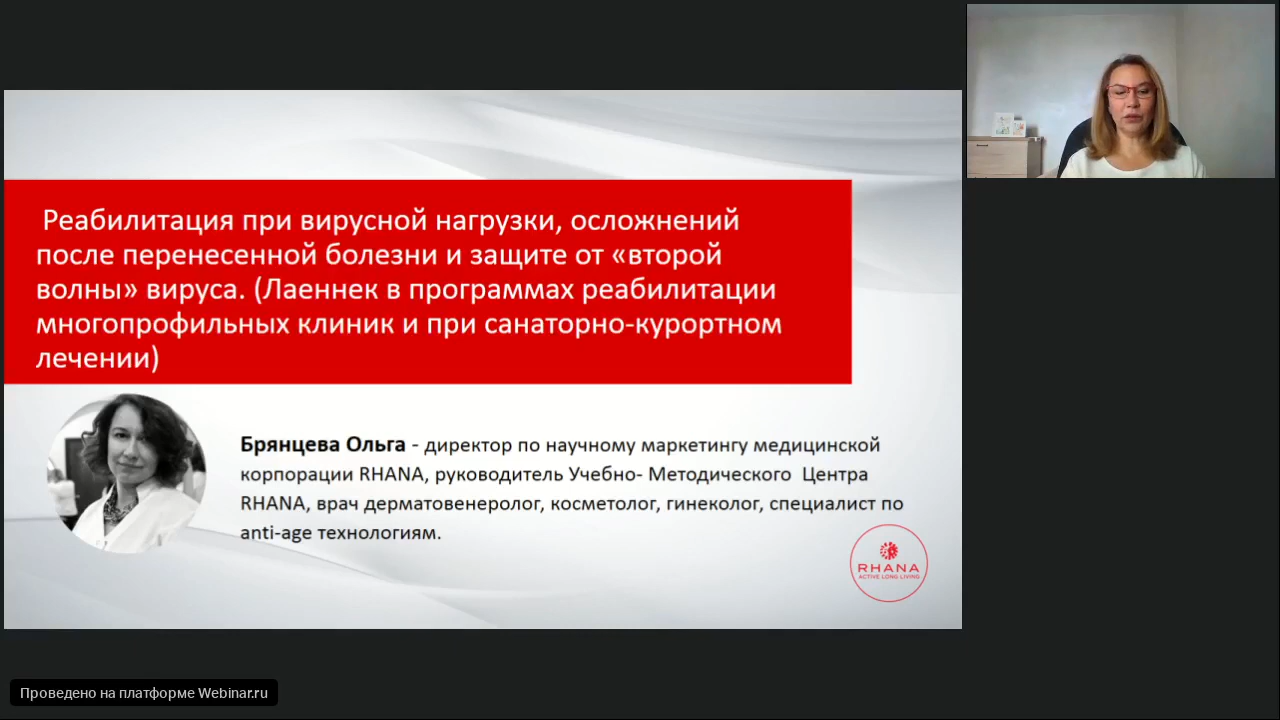 Реабилитация при вирусной нагрузки, осложнений
после перенесенной болезни и защите от «второй
волны» вируса. (Лаеннек в программах реабилитации
многопрофильных клиник и при санаторно-курортном
лечении)
Брянцева Ольга - директор по научному маркетингу медицинской
корпорации RHANA, руководитель Учебно- Методического Центра
RHANA, врач дерматовенеролог, косметолог, гинеколог, специалист по
anti-age технологиям.
RHANA
ACTIVE LONG LIVING
Проведено на платформе Webinar.ru